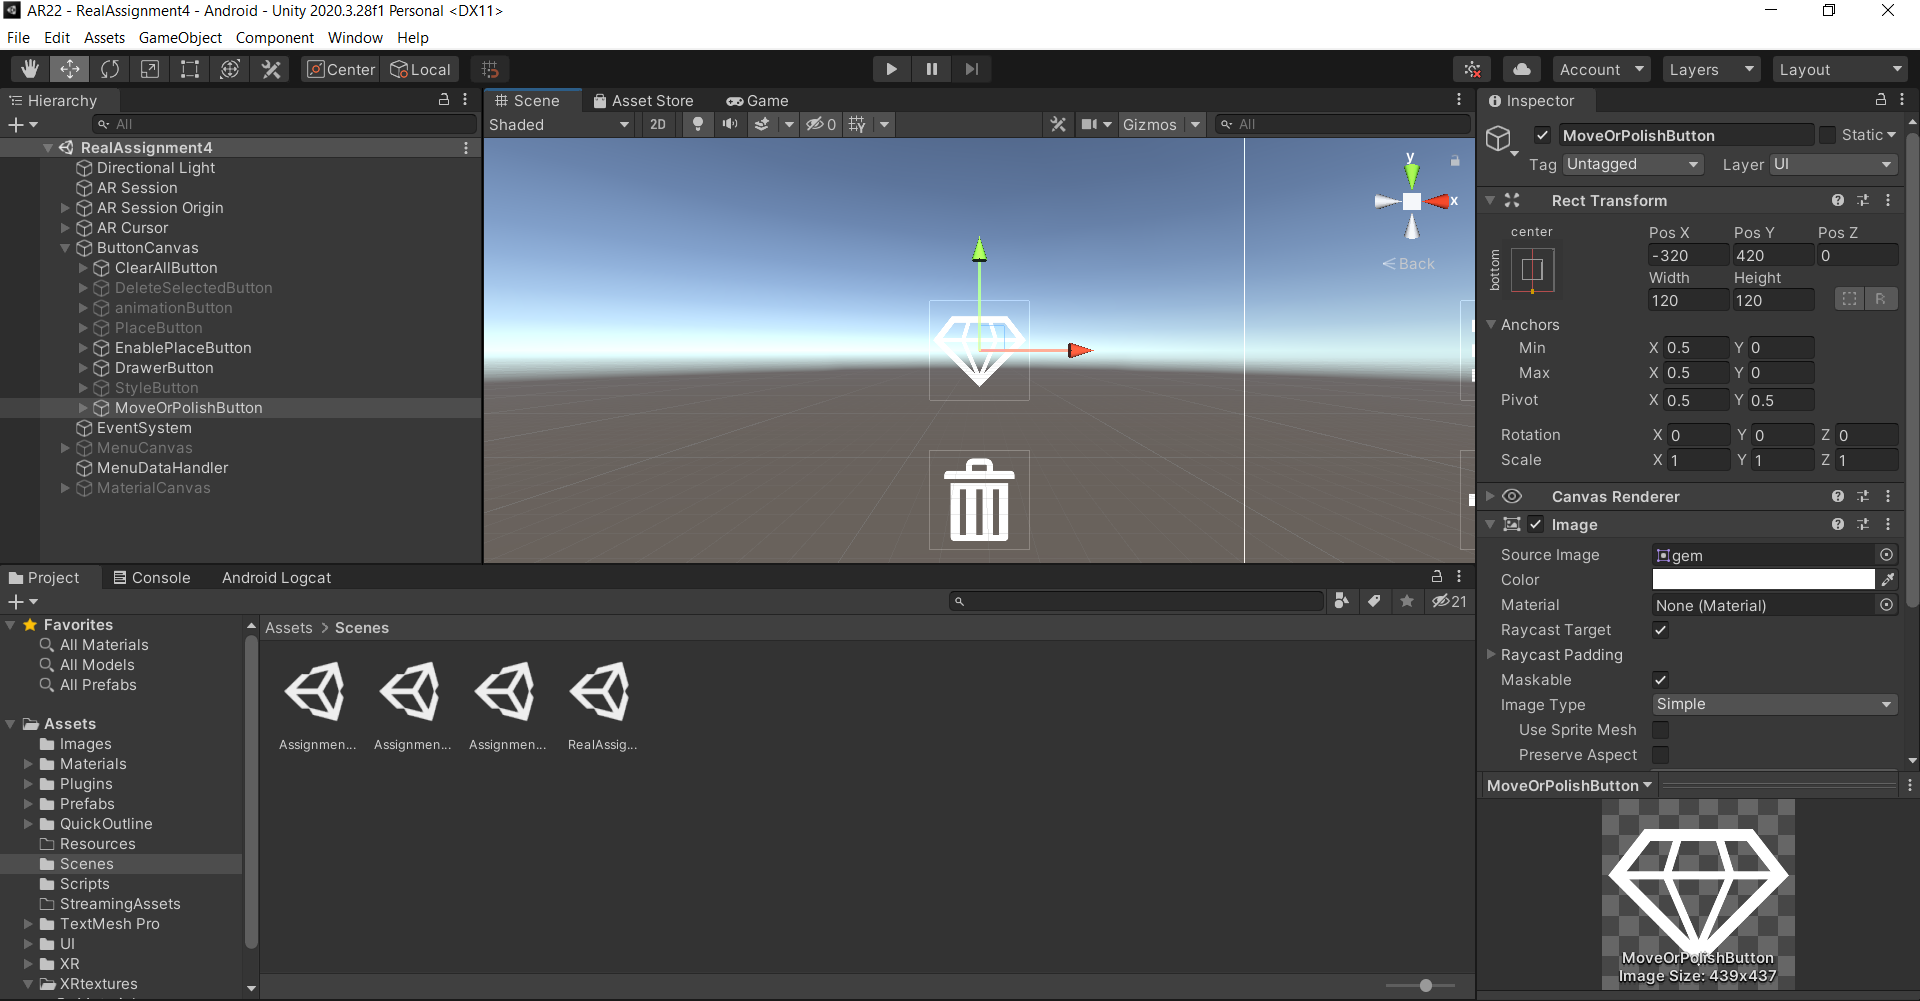 AR22 - RealAssignment4 - Android - Unity 2020.3.28f1 Personal <DX11>
File Edit Assets GameObject Component Window Help
Center Local Account Layers Layout
Hierarchy
All
RealAssignment4
Directional Light
AR Session
AR Session Origin
AR Cursor
ButtonCanvas
ClearAllButton
DeleteSelectedButton
animationButton
PlaceButton
EnablePlaceButton
DrawerButton
StyleButton
MoveOrPolishButton
EventSystem
MenuCanvas
MenuDataHandler
MaterialCanvas
Scene Asset Store Game
Shaded 2D 0 Gizmos All
y
x
Back
Inspector
MoveOrPolishButton Static
Tag Untagged Layer UI
Rect Transform
center
bottom
Pos X Pos Y Pos Z
-320 420 0
Width Height
120 120 R
Anchors
Min X 0.5 Y 0
Max X 0.5 Y 0
Pivot X 0.5 Y 0.5
Rotation X 0 Y 0 Z 0
Scale X 1 Y 1 Z 1
Canvas Renderer
Image
Source Image gem
Color
Material None (Material)
Raycast Target
Raycast Padding
Maskable
Image Type Simple
Use Sprite Mesh
Preserve Aspect
MoveOrPolishButton
MoveOrPolishButton
Image Size: 439x437
Project Console Android Logcat
21
Favorites
All Materials
All Models
All Prefabs
Assets
Images
Materials
Plugins
Prefabs
QuickOutline
Resources
Scenes
Scripts
StreamingAssets
TextMesh Pro
UI
XR
XRtextures
Assets > Scenes
Assignmen... Assignmen... Assignmen... RealAssig...